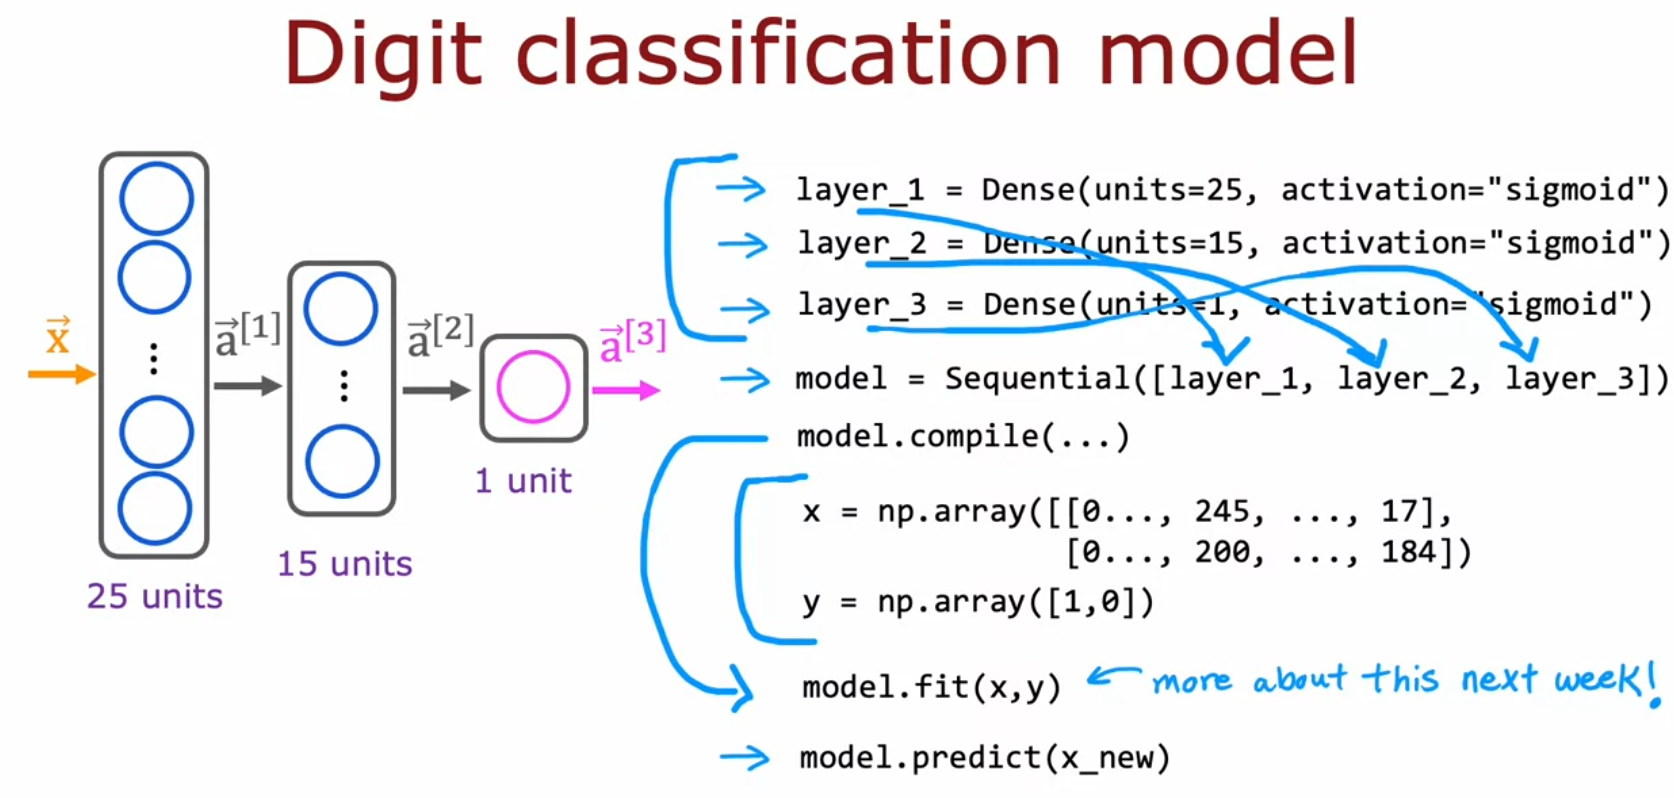 Digit classification model
x⃗
a⃗[1]
a⃗[2]
a⃗[3]
25 units
15 units
1 unit
layer_1 = Dense(units=25, activation="sigmoid")
layer_2 = Dense(units=15, activation="sigmoid")
layer_3 = Dense(units=1, activation="sigmoid")
model = Sequential([layer_1, layer_2, layer_3])
model.compile(...)
x = np.array([[0..., 245, ..., 17],
[0..., 200, ..., 184])
y = np.array([1,0])
model.fit(x,y) more about this next week!
model.predict(x_new)